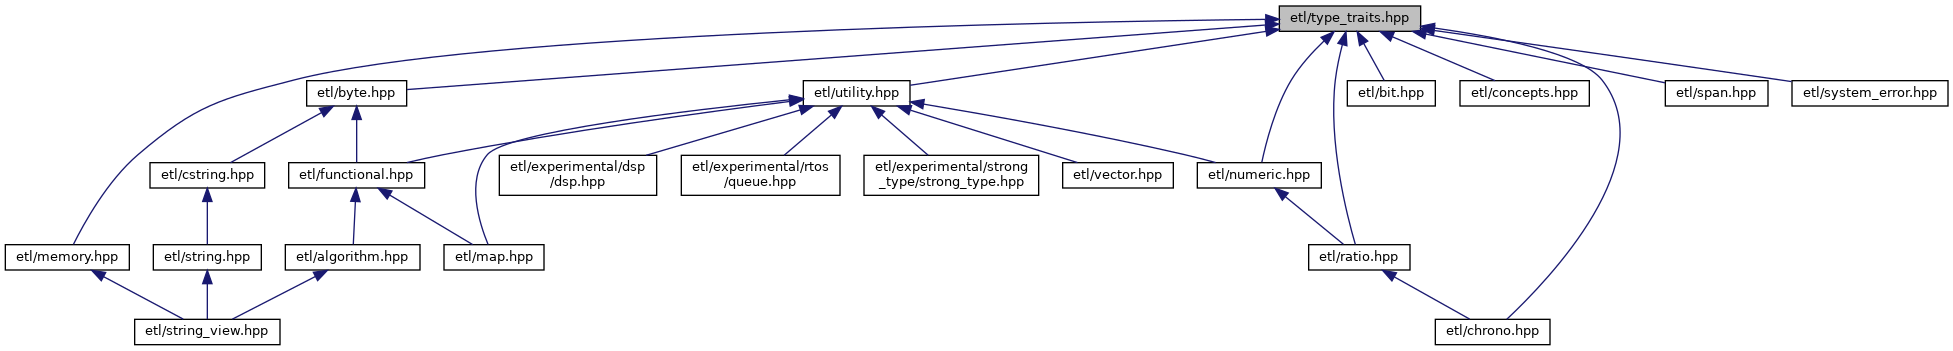 etl/type_traits.hpp
etl/byte.hpp
etl/utility.hpp
etl/bit.hpp
etl/concepts.hpp
etl/span.hpp
etl/system_error.hpp
etl/cstring.hpp
etl/functional.hpp
etl/experimental/dsp
/dsp.hpp
etl/experimental/rtos
/queue.hpp
etl/experimental/strong
_type/strong_type.hpp
etl/vector.hpp
etl/numeric.hpp
etl/memory.hpp
etl/string.hpp
etl/algorithm.hpp
etl/map.hpp
etl/ratio.hpp
etl/string_view.hpp
etl/chrono.hpp